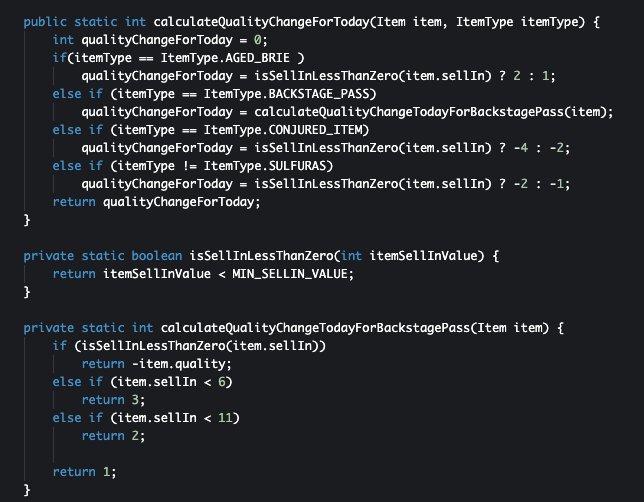 public static int calculateQualityChangeForToday(Item item, ItemType itemType) {
    int qualityChangeForToday = 0;
    if(itemType == ItemType.AGED_BRIE )
        qualityChangeForToday = isSellInLessThanZero(item.sellIn) ? 2 : 1;
    else if (itemType == ItemType.BACKSTAGE_PASS)
        qualityChangeForToday = calculateQualityChangeTodayForBackstagePass(item);
    else if (itemType == ItemType.CONJURED_ITEM)
        qualityChangeForToday = isSellInLessThanZero(item.sellIn) ? -4 : -2;
    else if (itemType != ItemType.SULFURAS)
        qualityChangeForToday = isSellInLessThanZero(item.sellIn) ? -2 : -1;
    return qualityChangeForToday;
}

private static boolean isSellInLessThanZero(int itemSellInValue) {
    return itemSellInValue < MIN_SELLIN_VALUE;
}

private static int calculateQualityChangeTodayForBackstagePass(Item item) {
    if (isSellInLessThanZero(item.sellIn))
        return -item.quality;
    else if (item.sellIn < 6)
        return 3;
    else if (item.sellIn < 11)
        return 2;

    return 1;
}